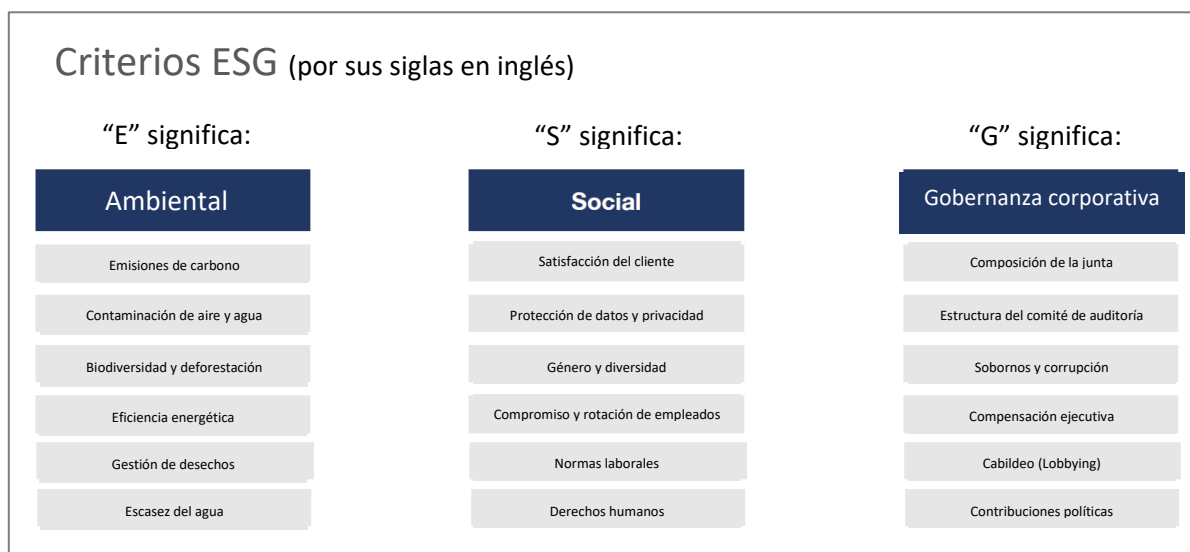 Criterios ESG (por sus siglas en inglés)
“E” significa:
Ambiental
Emisiones de carbono
Contaminación de aire y agua
Biodiversidad y deforestación
Eficiencia energética
Gestión de desechos
Escasez del agua
“S” significa:
Social
Satisfacción del cliente
Protección de datos y privacidad
Género y diversidad
Compromiso y rotación de empleados
Normas laborales
Derechos humanos
“G” significa:
Gobernanza corporativa
Composición de la junta
Estructura del comité de auditoría
Sobornos y corrupción
Compensación ejecutiva
Cabildeo (Lobbying)
Contribuciones políticas